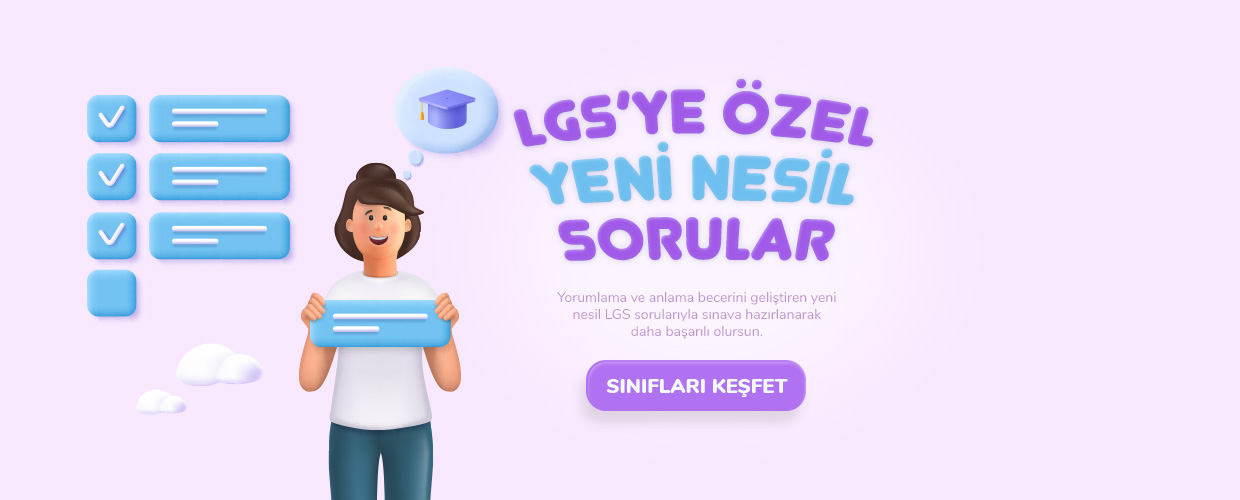 LGS'YE ÖZEL
YENİ NESİL
SORULAR
Yorumlama ve anlama becerini geliştiren yeni
nesil LGS sorularıyla sınava hazırlanarak
daha başarılı olursun.
SINIFLARI KEŞFET